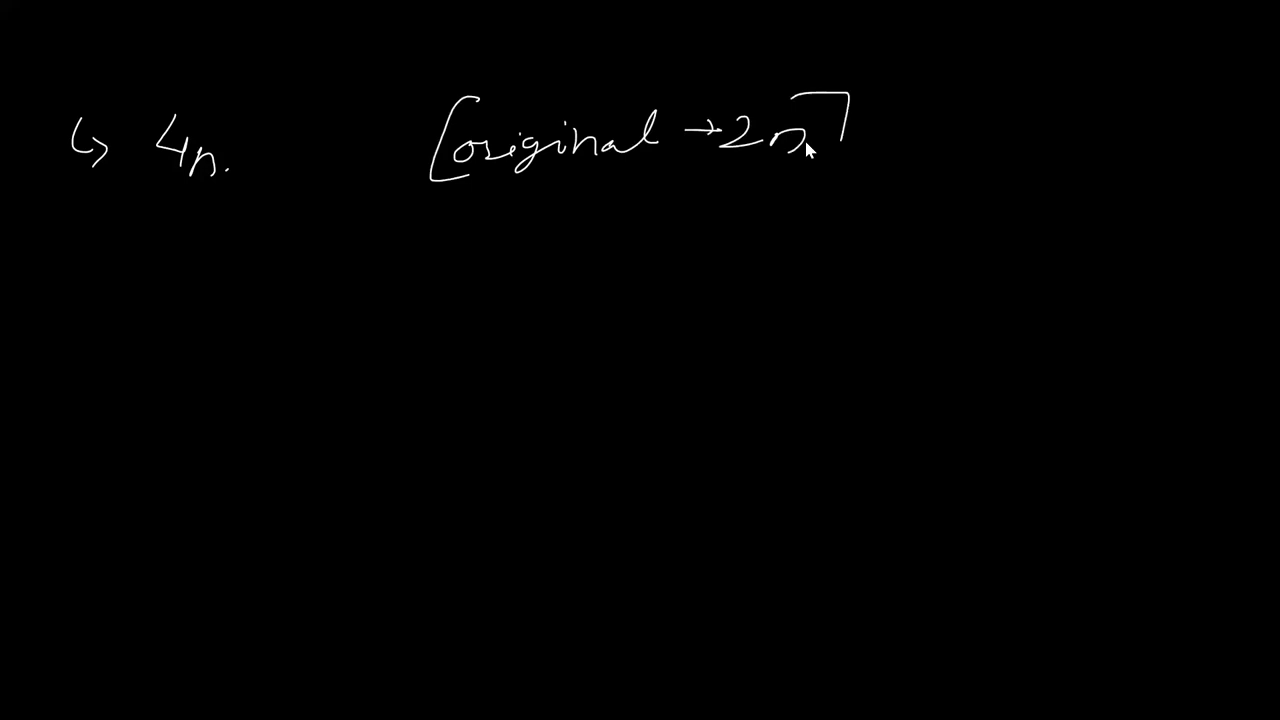 ↳ 4n. [original → 2n]